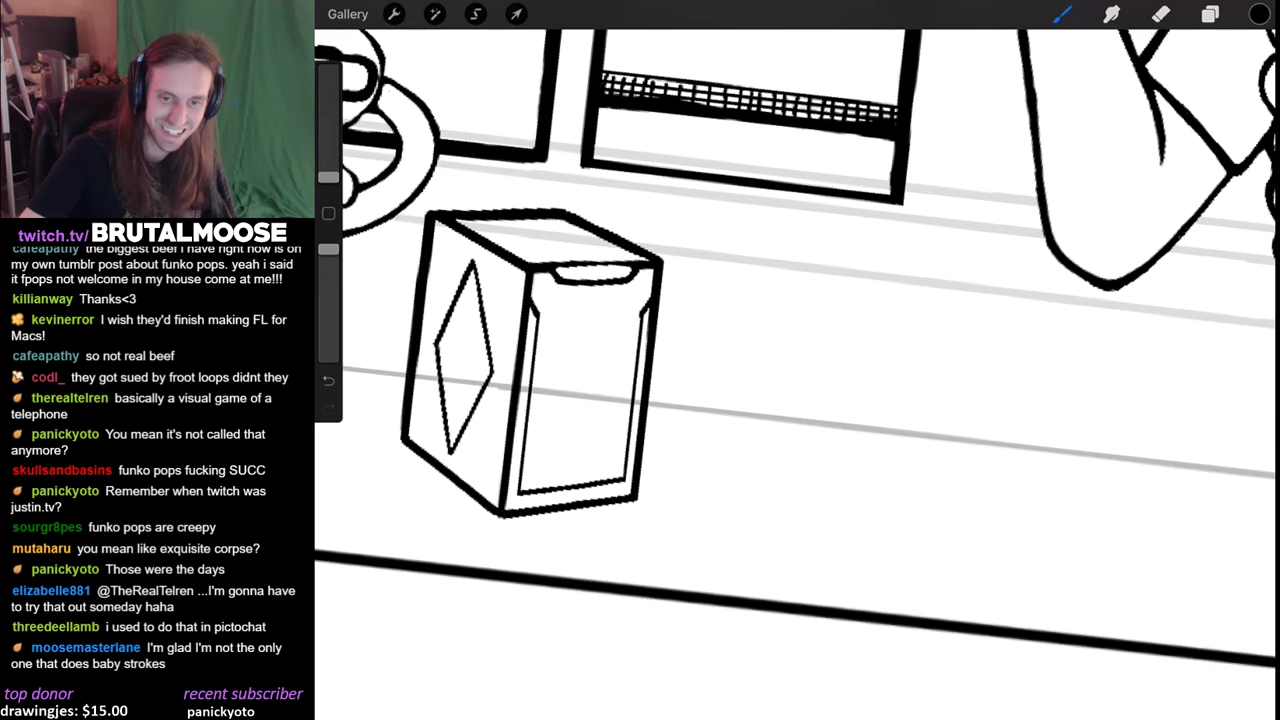 Gallery
twitch.tv/BRUTALMOOSE
cafeapathy the biggest beef i have right now is on
my own tumblr post about funko pops. yeah i said
it fpops not welcome in my house come at me!!!
killianway Thanks<3
kevinerror I wish they'd finish making FL for
Macs!
cafeapathy so not real beef
codl_ they got sued by froot loops didnt they
therealtelren basically a visual game of a
telephone
panickyoto You mean it's not called that
anymore?
skullsandbasins funko pops fucking SUCC
panickyoto Remember when twitch was
justin.tv?
sourgr8pes funko pops are creepy
mutaharu you mean like exquisite corpse?
panickyoto Those were the days
elizabelle881 @TheRealTelren ...I'm gonna have
to try that out someday haha
threedeellamb i used to do that in pictochat
moosemasterlane I'm glad I'm not the only
one that does baby strokes
top donor recent subscriber
drawingjes: $15.00 panickyoto